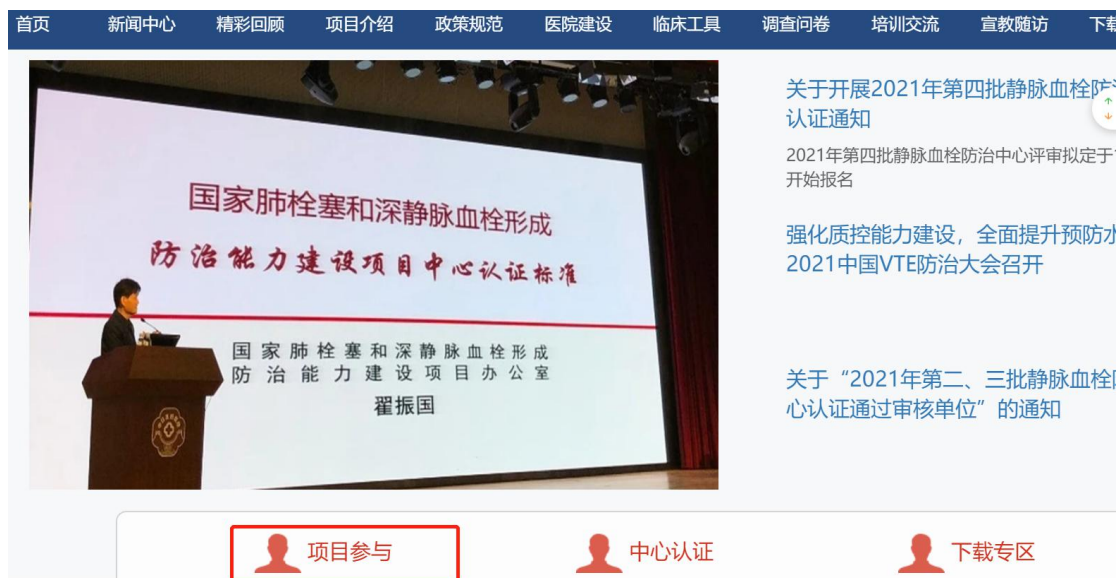 首页 新闻中心 精彩回顾 项目介绍 政策规范 医院建设 临床工具 调查问卷 培训交流 宣教随访 下载
国家肺栓塞和深静脉血栓形成
防治能力建设项目中心认证标准
国家肺栓塞和深静脉血栓形成
防治能力建设项目办公室
翟振国
关于开展2021年第四批静脉血栓防
认证通知
2021年第四批静脉血栓防治中心评审拟定于
开始报名
强化质控能力建设，全面提升预防水
2021中国VTE防治大会召开
关于“2021年第二、三批静脉血栓
心认证通过审核单位”的通知
项目参与 中心认证 下载专区